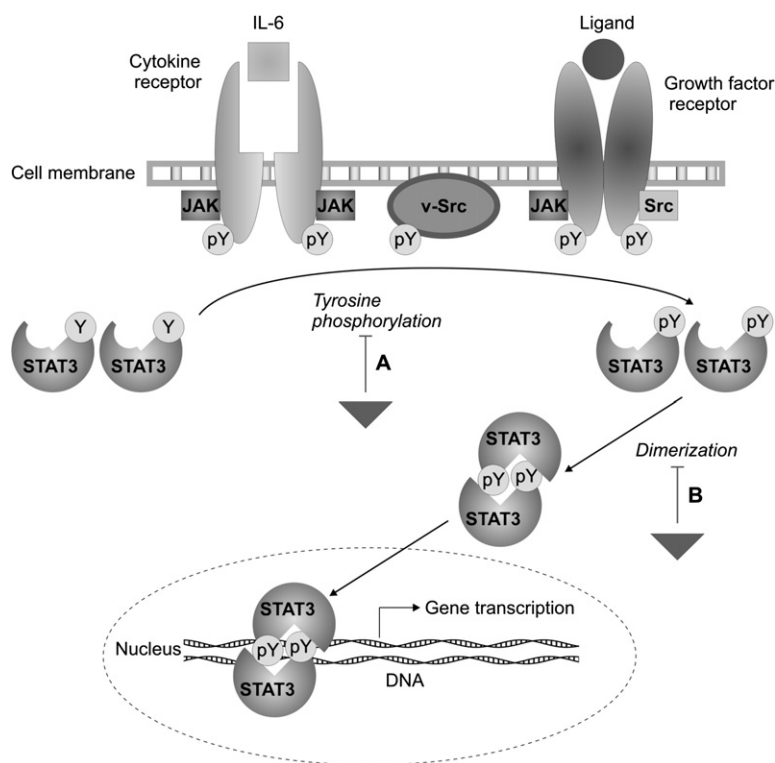 IL-6
Ligand
Cytokine
receptor
Growth factor
receptor
Cell membrane
JAK
JAK
v-Src
JAK
Src
pY
pY
pY
pY
pY
Tyrosine
phosphorylation
Y
Y
pY
pY
STAT3
STAT3
STAT3
STAT3
A
STAT3
Dimerization
pY
pY
B
STAT3
STAT3
Gene transcription
Nucleus
pY
pY
STAT3
DNA